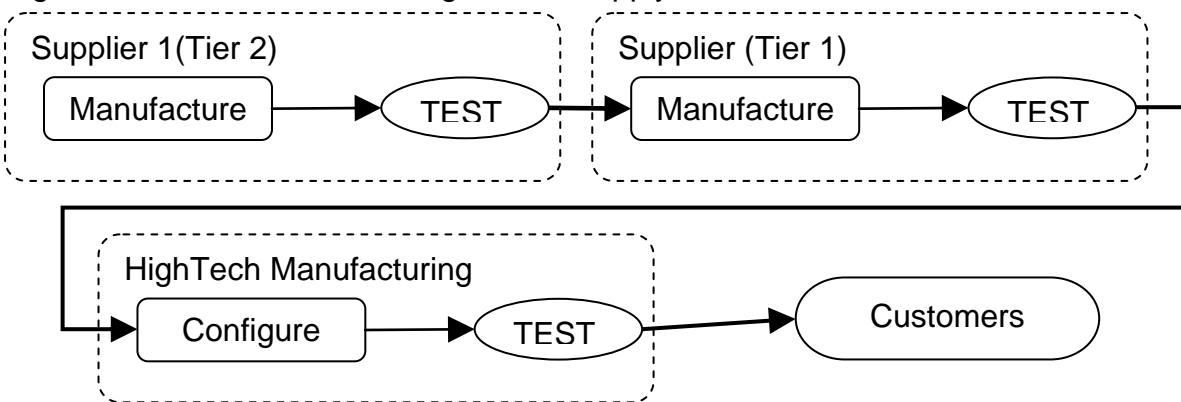 Supplier 1(Tier 2)
Manufacture
TEST
Supplier (Tier 1)
Manufacture
TEST
HighTech Manufacturing
Configure
TEST
Customers